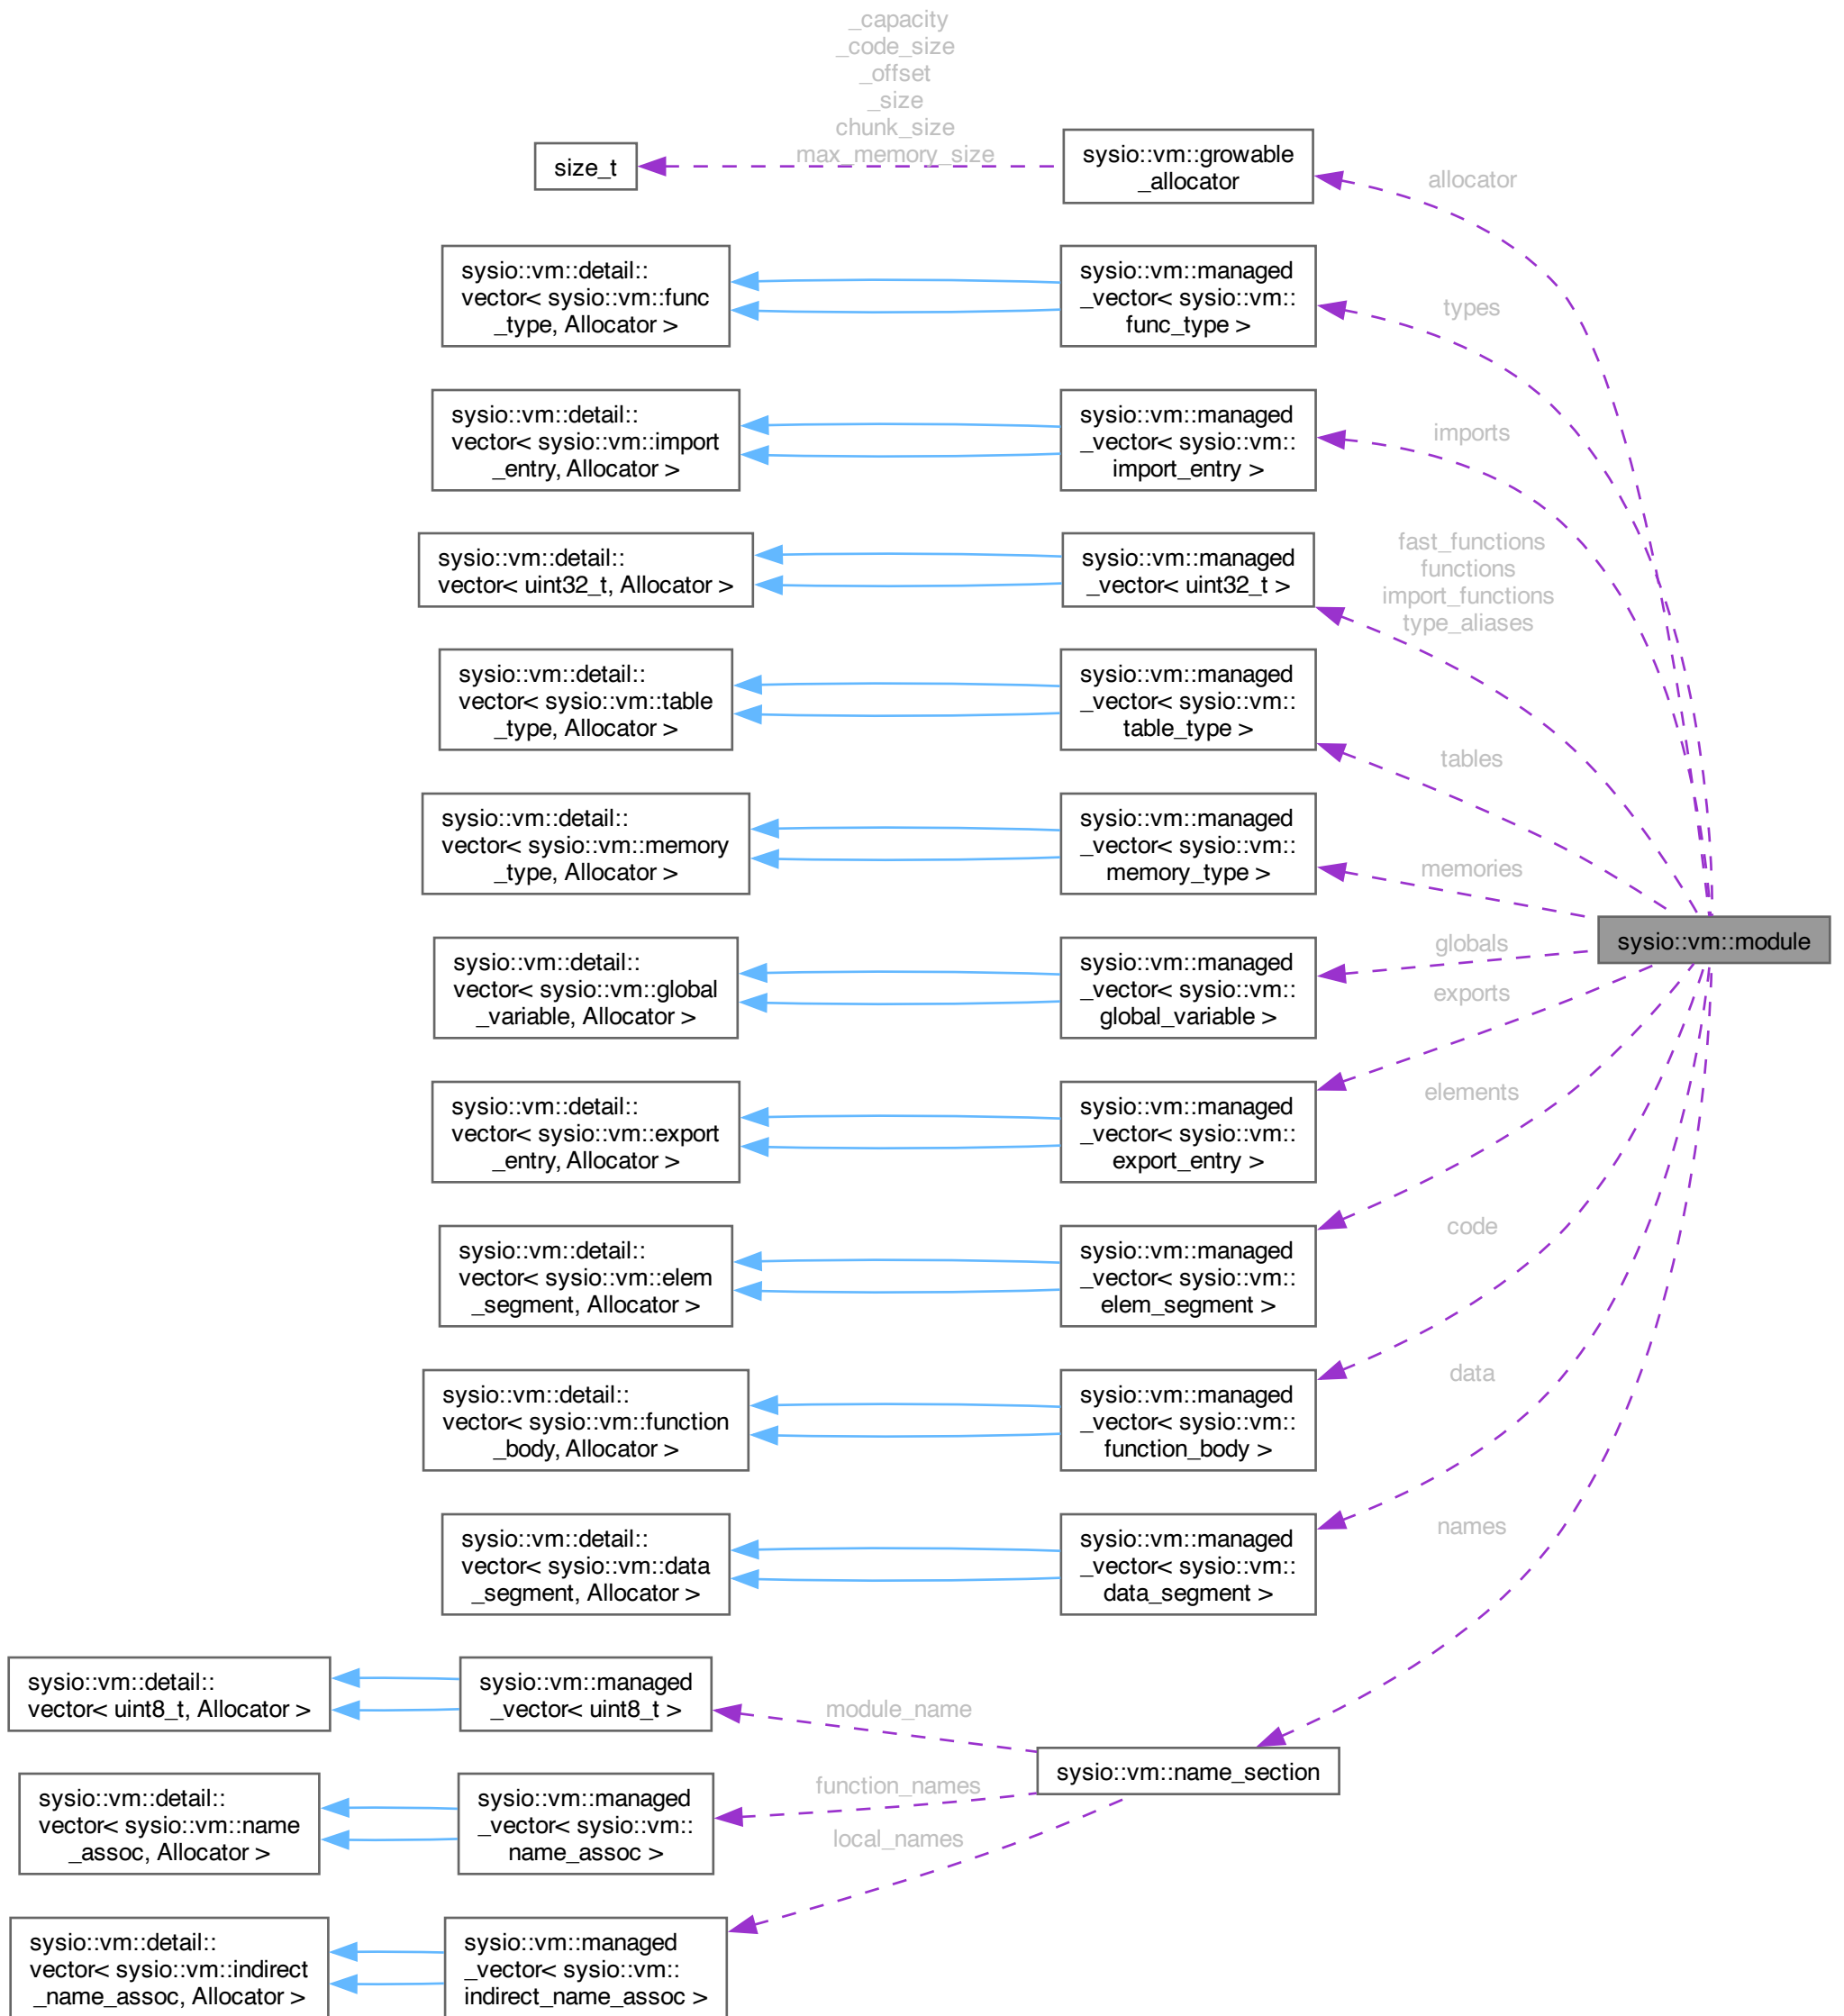 _capacity
_code_size
_offset
_size
chunk_size
max_memory_size
size_t
sysio::vm::growable
_allocator
allocator
sysio::vm::detail::
vector< sysio::vm::func
_type, Allocator >
sysio::vm::managed
_vector< sysio::vm::
func_type >
types
sysio::vm::detail::
vector< sysio::vm::import
_entry, Allocator >
sysio::vm::managed
_vector< sysio::vm::
import_entry >
imports
sysio::vm::detail::
vector< uint32_t, Allocator >
sysio::vm::managed
_vector< uint32_t >
fast_functions
functions
import_functions
type_aliases
sysio::vm::detail::
vector< sysio::vm::table
_type, Allocator >
sysio::vm::managed
_vector< sysio::vm::
table_type >
tables
sysio::vm::detail::
vector< sysio::vm::memory
_type, Allocator >
sysio::vm::managed
_vector< sysio::vm::
memory_type >
memories
sysio::vm::module
sysio::vm::detail::
vector< sysio::vm::global
_variable, Allocator >
sysio::vm::managed
_vector< sysio::vm::
global_variable >
globals
sysio::vm::detail::
vector< sysio::vm::export
_entry, Allocator >
sysio::vm::managed
_vector< sysio::vm::
export_entry >
exports
sysio::vm::detail::
vector< sysio::vm::elem
_segment, Allocator >
sysio::vm::managed
_vector< sysio::vm::
elem_segment >
elements
sysio::vm::detail::
vector< sysio::vm::function
_body, Allocator >
sysio::vm::managed
_vector< sysio::vm::
function_body >
code
sysio::vm::detail::
vector< sysio::vm::data
_segment, Allocator >
sysio::vm::managed
_vector< sysio::vm::
data_segment >
data
names
sysio::vm::detail::
vector< uint8_t, Allocator >
sysio::vm::managed
_vector< uint8_t >
module_name
sysio::vm::name_section
sysio::vm::detail::
vector< sysio::vm::name
_assoc, Allocator >
sysio::vm::managed
_vector< sysio::vm::
name_assoc >
function_names
local_names
sysio::vm::detail::
vector< sysio::vm::indirect
_name_assoc, Allocator >
sysio::vm::managed
_vector< sysio::vm::
indirect_name_assoc >